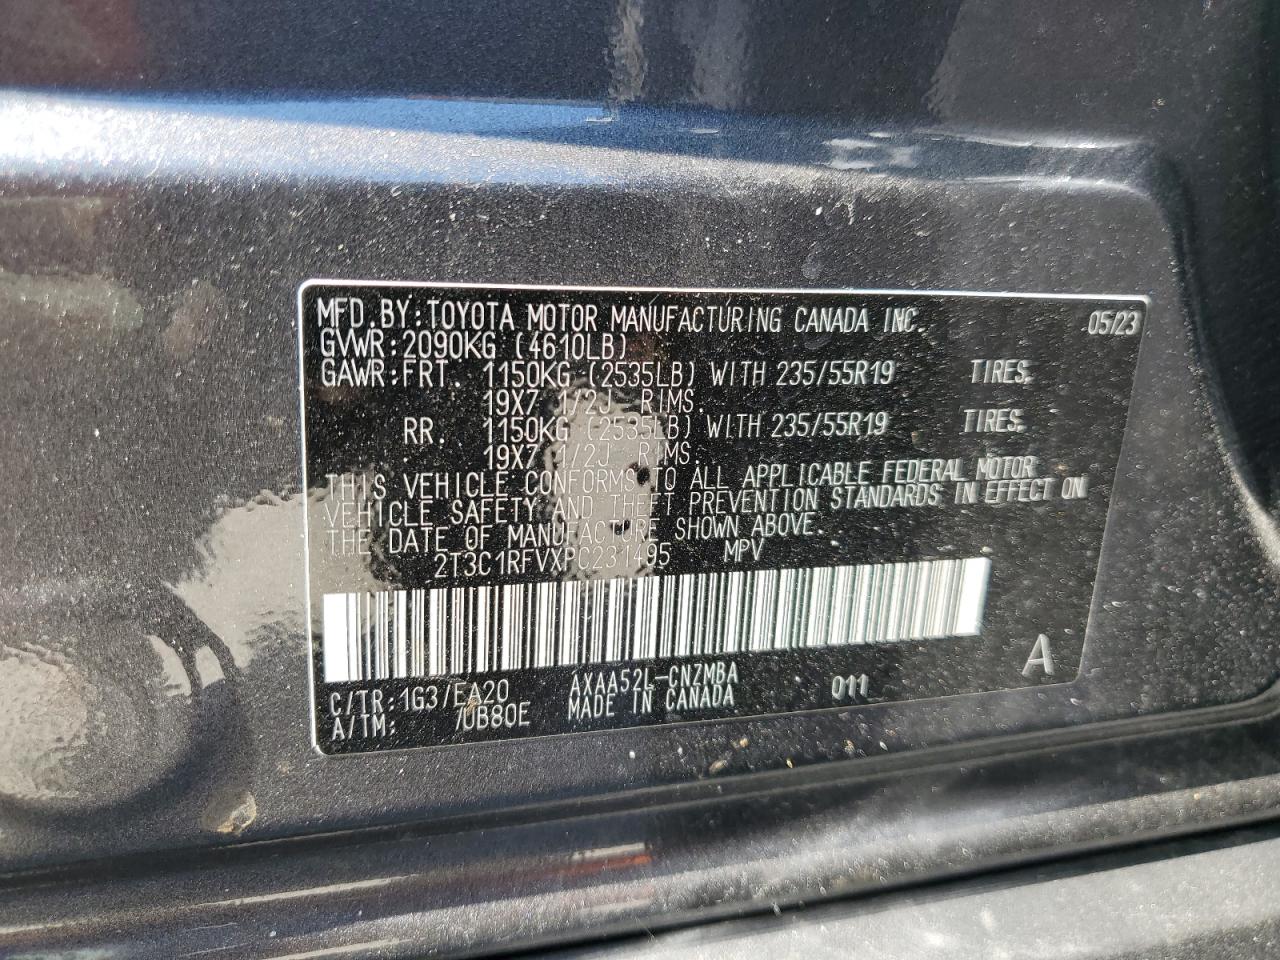 MFD.BY:TOYOTA MOTOR MANUFACTURING CANADA INC. 05/23
GVWR:2090KG (4610LB)
GAWR:FRT. 1150KG (2535LB) WITH 235/55R19 TIRES,
19X7 1/2J RIMS.
RR. 1150KG (2535LB) WITH 235/55R19 TIRES,
19X7 1/2J RIMS.
THIS VEHICLE CONFORMS TO ALL APPLICABLE FEDERAL MOTOR
VEHICLE SAFETY AND THEFT PREVENTION STANDARDS IN EFFECT ON
THE DATE OF MANUFACTURE SHOWN ABOVE.
2T3C1RFVXPC231495 MPV
A
C/TR:1G3/EA20 AXAA52L-CNZMBA 011
A/TM: /UB80E MADE IN CANADA